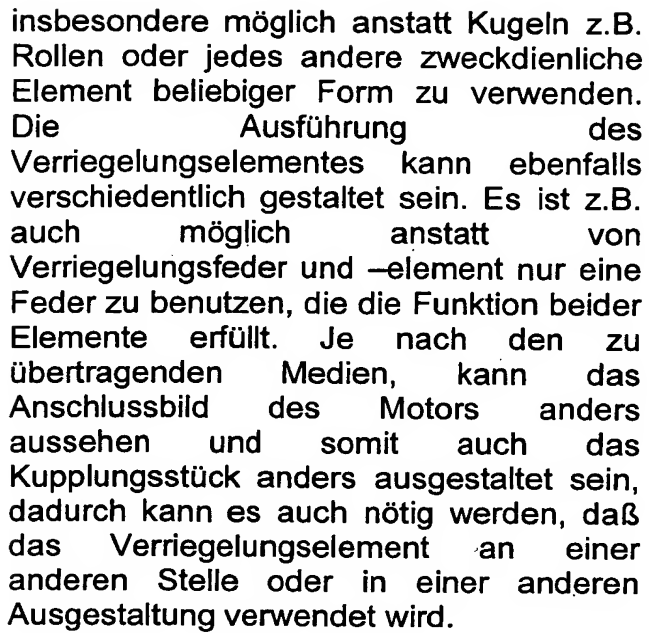 insbesondere möglich anstatt Kugeln z.B.
Rollen oder jedes andere zweckdienliche
Element beliebiger Form zu verwenden.
Die Ausführung des
Verriegelungselementes kann ebenfalls
verschiedentlich gestaltet sein. Es ist z.B.
auch möglich anstatt von
Verriegelungsfeder und –element nur eine
Feder zu benutzen, die die Funktion beider
Elemente erfüllt. Je nach den zu
übertragenden Medien, kann das
Anschlussbild des Motors anders
aussehen und somit auch das
Kupplungsstück anders ausgestaltet sein,
dadurch kann es auch nötig werden, daß
das Verriegelungselement an einer
anderen Stelle oder in einer anderen
Ausgestaltung verwendet wird.